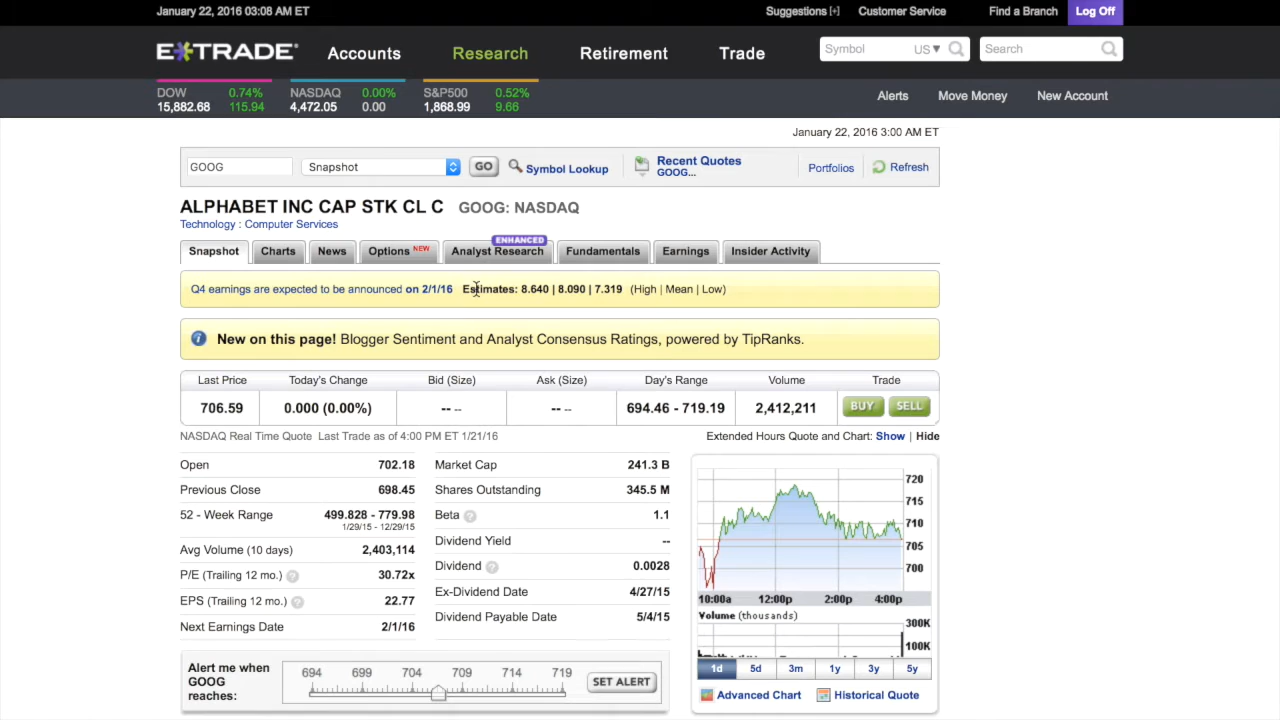 January 22, 2016 03:08 AM ET
Suggestions [+] Customer Service Find a Branch Log Off
E*TRADE Accounts Research Retirement Trade Symbol US▼ Search
DOW 0.74% NASDAQ 0.00% S&P500 0.52%
15,882.68 115.94 4,472.05 0.00 1,868.99 9.66
Alerts Move Money New Account
January 22, 2016 3:00 AM ET
GOOG Snapshot GO Symbol Lookup Recent Quotes GOOG... Portfolios Refresh
ALPHABET INC CAP STK CL C GOOG: NASDAQ
Technology : Computer Services
ENHANCED
Snapshot Charts News Options NEW Analyst Research Fundamentals Earnings Insider Activity
Q4 earnings are expected to be announced on 2/1/16 Estimates: 8.640 | 8.090 | 7.319 (High | Mean | Low)
New on this page! Blogger Sentiment and Analyst Consensus Ratings, powered by TipRanks.
Last Price Today's Change Bid (Size) Ask (Size) Day's Range Volume Trade
706.59 0.000 (0.00%) -- -- -- -- 694.46 - 719.19 2,412,211 BUY SELL
NASDAQ Real Time Quote Last Trade as of 4:00 PM ET 1/21/16
Extended Hours Quote and Chart: Show | Hide
Open 702.18
Previous Close 698.45
52 - Week Range 499.828 - 779.98
1/29/15 - 12/29/15
Avg Volume (10 days) 2,403,114
P/E (Trailing 12 mo.) ? 30.72x
EPS (Trailing 12 mo.) ? 22.77
Next Earnings Date 2/1/16
Market Cap 241.3 B
Shares Outstanding 345.5 M
Beta ? 1.1
Dividend Yield --
Dividend ? 0.0028
Ex-Dividend Date 4/27/15
Dividend Payable Date 5/4/15
720
715
710
705
700
10:00a 12:00p 2:00p 4:00p
Volume (thousands)
300K
100K
1d 5d 3m 1y 3y 5y
Advanced Chart Historical Quote
Alert me when
GOOG
reaches:
694 699 704 709 714 719
SET ALERT